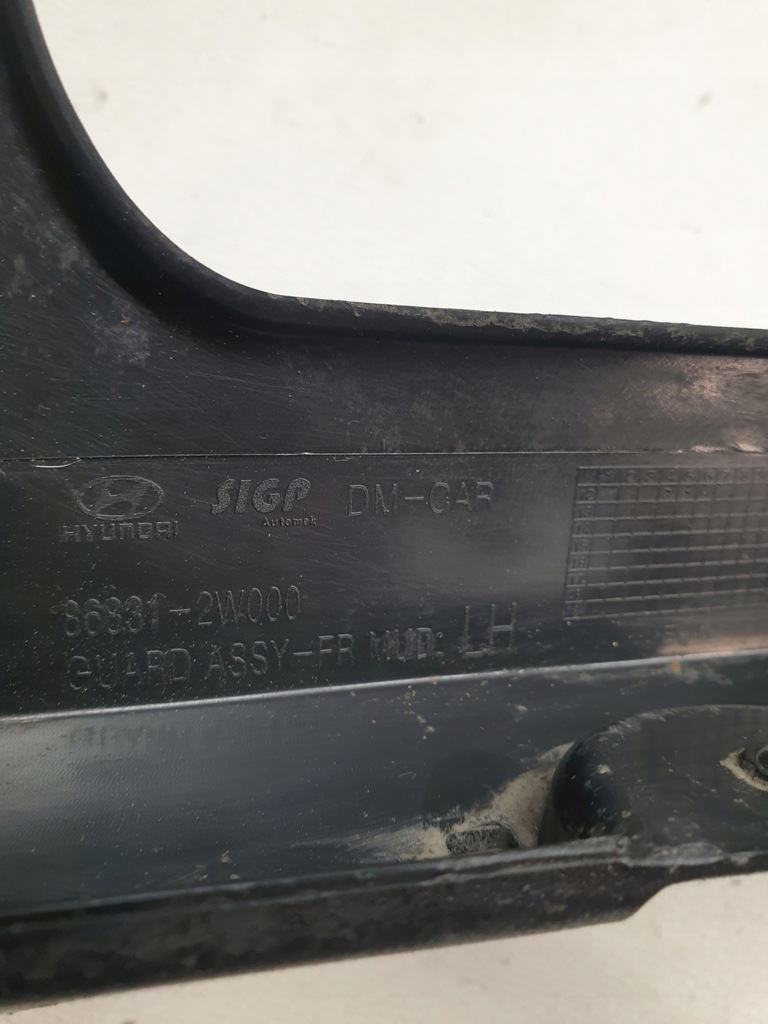 HYUNDAI SIGP Automek DM-CAR
86831-2W000
GUARD ASSY-FR MUD. LH